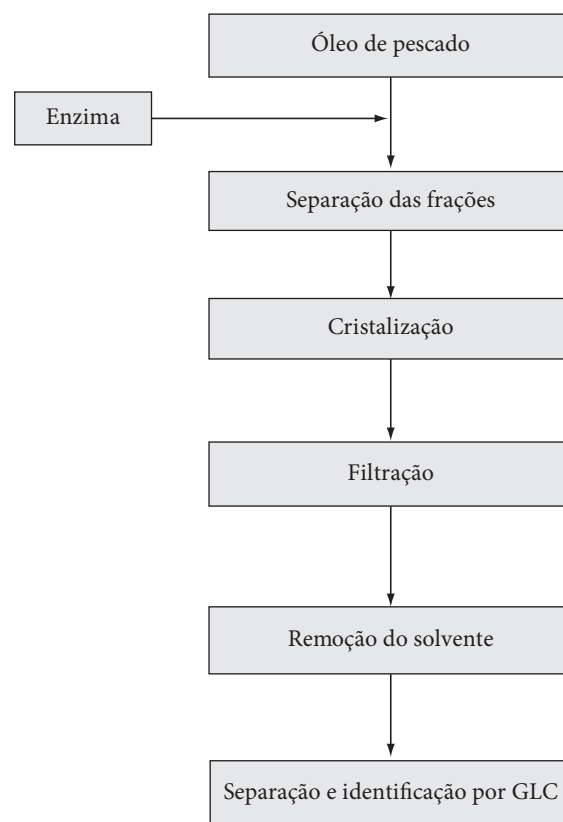 Óleo de pescado
Enzima
Separação das frações
Cristalização
Filtração
Remoção do solvente
Separação e identificação por GLC